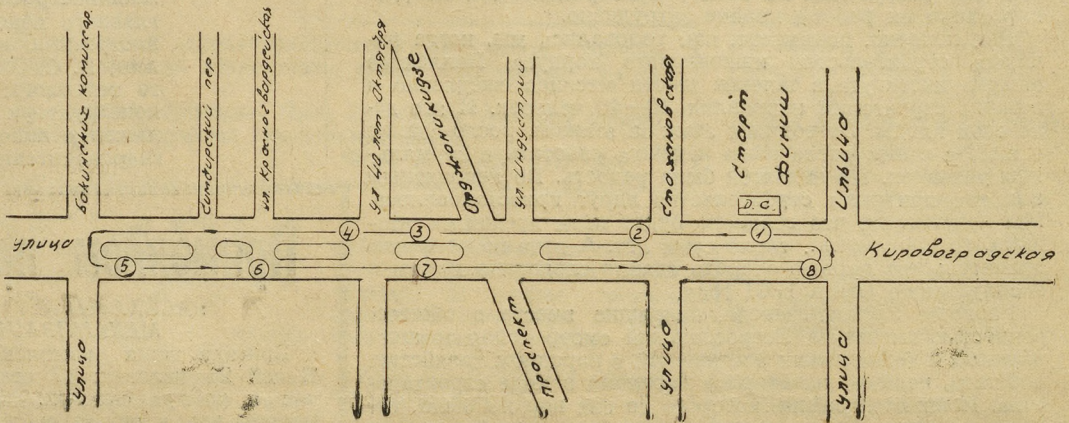 Бакинских комиссар.
Симбирский пер
ул. Красногвардейская
ул 40 лет Октября
Орджоникидзе
ул. Индустрии
Стахановская
старт
финиш
Ильича
Д.С
улица
4
3
2
1
Кировоградская
5
6
7
8
улица
проспект
улица
улица